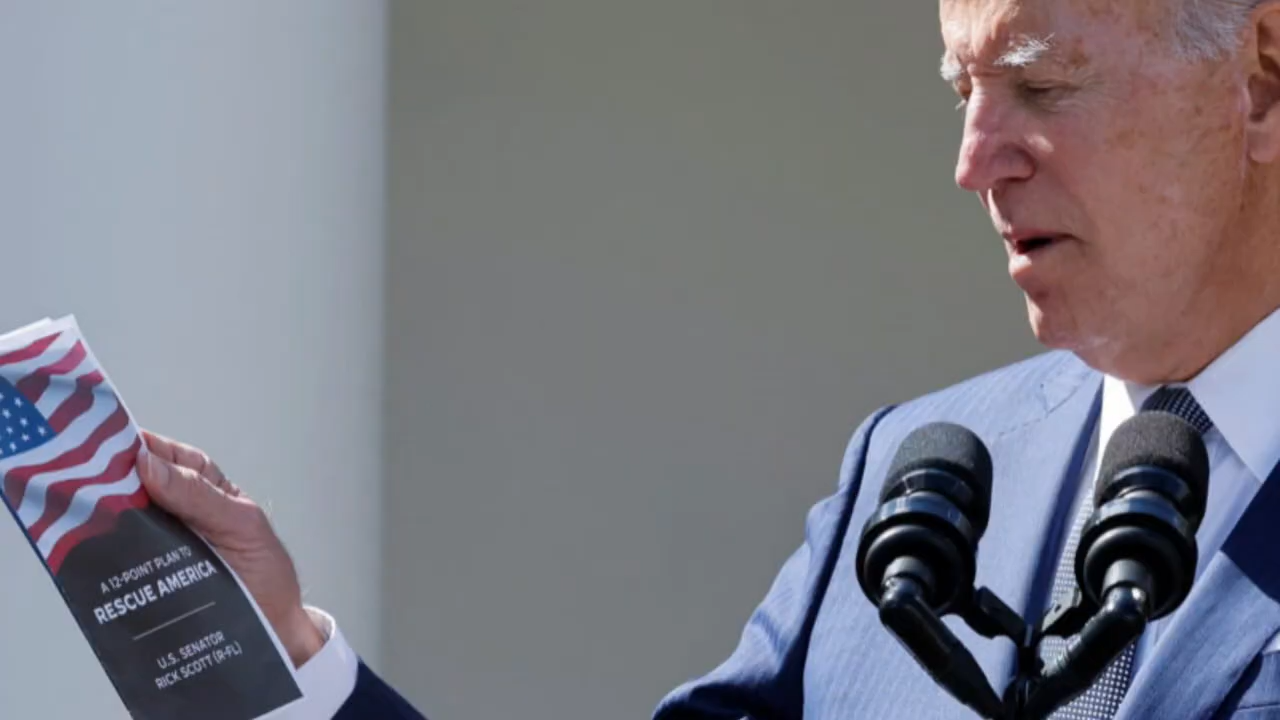 A 12-POINT PLAN TO
RESCUE AMERICA
U.S. SENATOR
RICK SCOTT (R-FL)